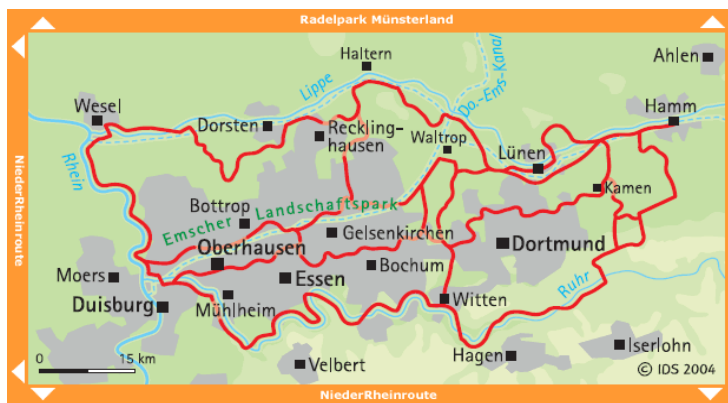 Radelpark Münsterland
Haltern
Ahlen
Lippe
Do.-Ems-Kanal
Wesel
Hamm
Dorsten
Reckling-
hausen
Waltrop
Lünen
Rhein
NiederRheinroute
Kamen
Bottrop
Emscher Landschaftspark
Gelsenkirchen
Oberhausen
Dortmund
Moers
Essen
Bochum
Ruhr
Duisburg
Mühlheim
Witten
Velbert
Hagen
Iserlohn
0 15 km
© IDS 2004
NiederRheinroute